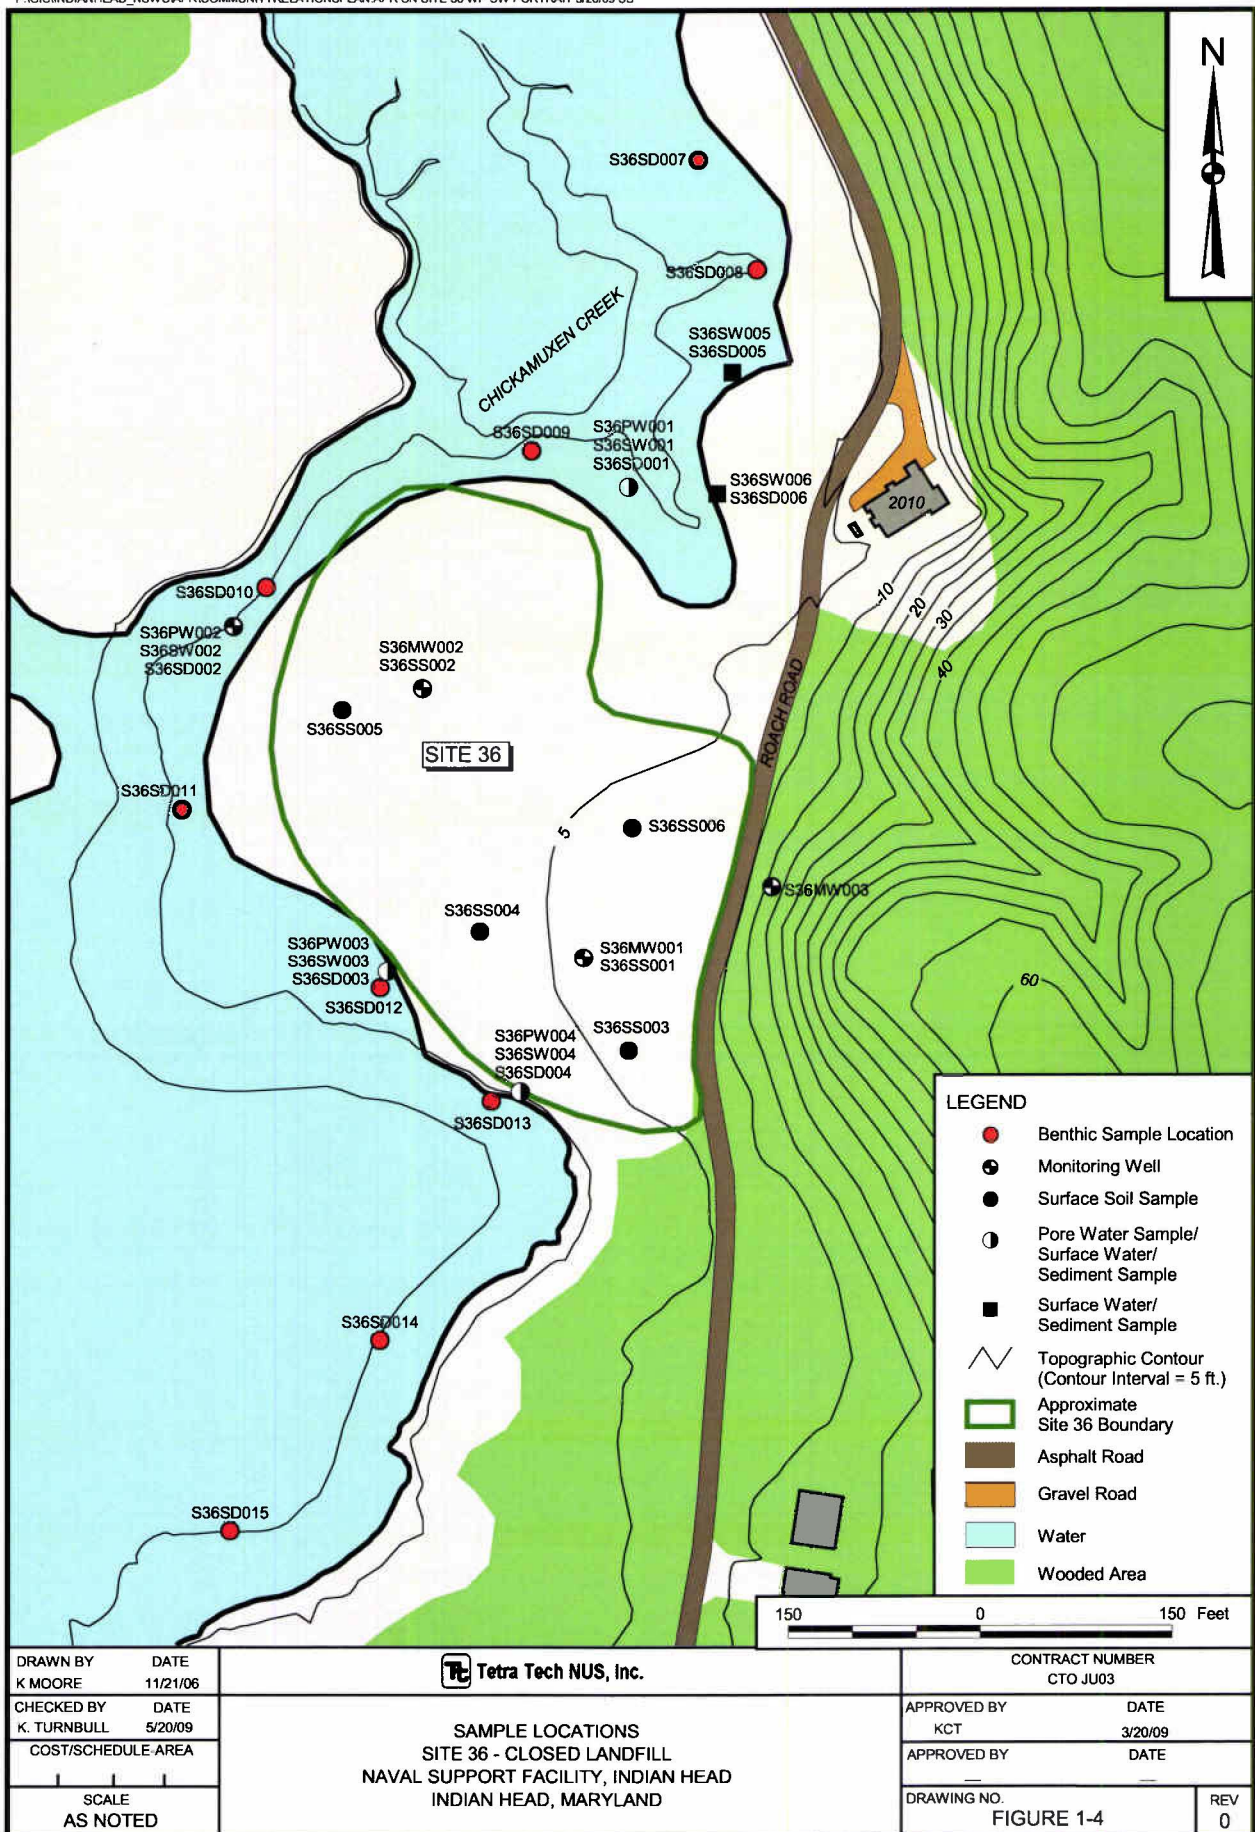 N
S36SD007
S36SD008
S36SW005
S36SD005
CHICKAMUXEN CREEK
S36SD009
S36PW001
S36SW001
S36SD001
S36SW006
S36SD006
2010
S36SD010
S36PW002
S36SW002
S36SD002
10
20
30
40
S36MW002
S36SS002
S36SS005
SITE 36
ROACH ROAD
S36SD011
5
S36SS006
S36MW003
S36SS004
S36PW003
S36SW003
S36SD003
S36SD012
S36MW001
S36SS001
60
S36SS003
S36PW004
S36SW004
S36SD004
S36SD013
S36SD014
S36SD015
LEGEND
Benthic Sample Location
Monitoring Well
Surface Soil Sample
Pore Water Sample/
Surface Water/
Sediment Sample
Surface Water/
Sediment Sample
Topographic Contour
(Contour Interval = 5 ft.)
Approximate
Site 36 Boundary
Asphalt Road
Gravel Road
Water
Wooded Area
150 0 150 Feet
DRAWN BY DATE
K MOORE 11/21/06
CHECKED BY DATE
K. TURNBULL 5/20/09
COST/SCHEDULE-AREA
SCALE
AS NOTED
Tt Tetra Tech NUS, Inc.
SAMPLE LOCATIONS
SITE 36 - CLOSED LANDFILL
NAVAL SUPPORT FACILITY, INDIAN HEAD
INDIAN HEAD, MARYLAND
CONTRACT NUMBER
CTO JU03
APPROVED BY DATE
KCT 3/20/09
APPROVED BY DATE
DRAWING NO.
FIGURE 1-4
REV
0